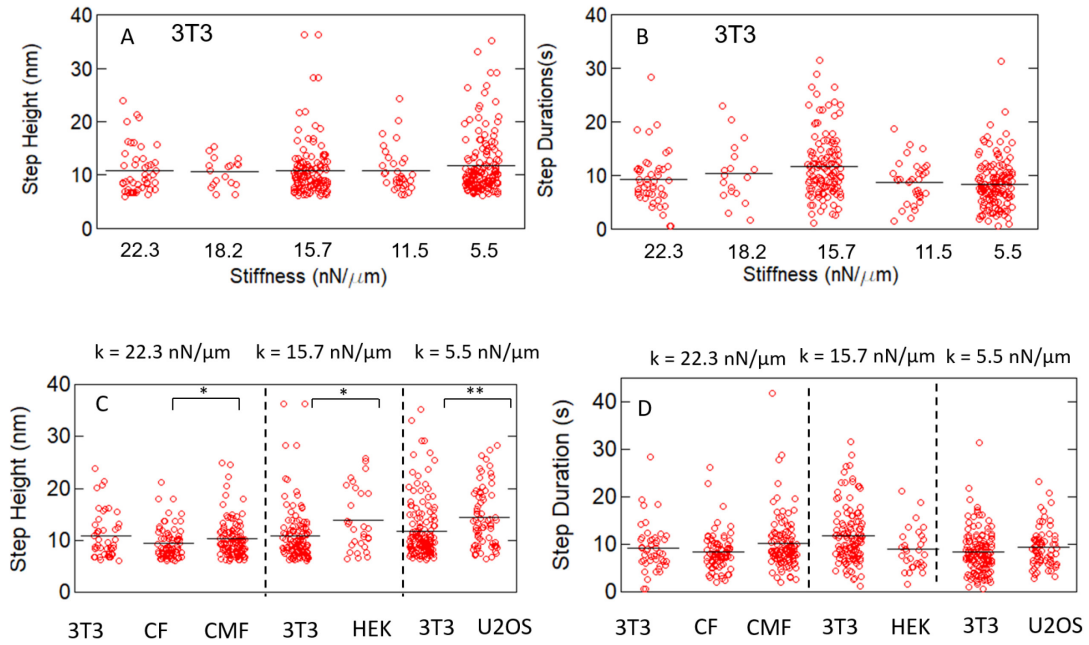 A 3T3
Step Height (nm)
40
30
20
10
0
22.3 18.2 15.7 11.5 5.5
Stiffness (nN/μm)
B 3T3
Step Durations(s)
40
30
20
10
0
22.3 18.2 15.7 11.5 5.5
Stiffness (nN/μm)
k = 22.3 nN/μm k = 15.7 nN/μm k = 5.5 nN/μm
C * * **
Step Height (nm)
40
30
20
10
0
3T3 CF CMF 3T3 HEK 3T3 U2OS
k = 22.3 nN/μm k = 15.7 nN/μm k = 5.5 nN/μm
D
Step Duration (s)
40
30
20
10
0
3T3 CF CMF 3T3 HEK 3T3 U2OS